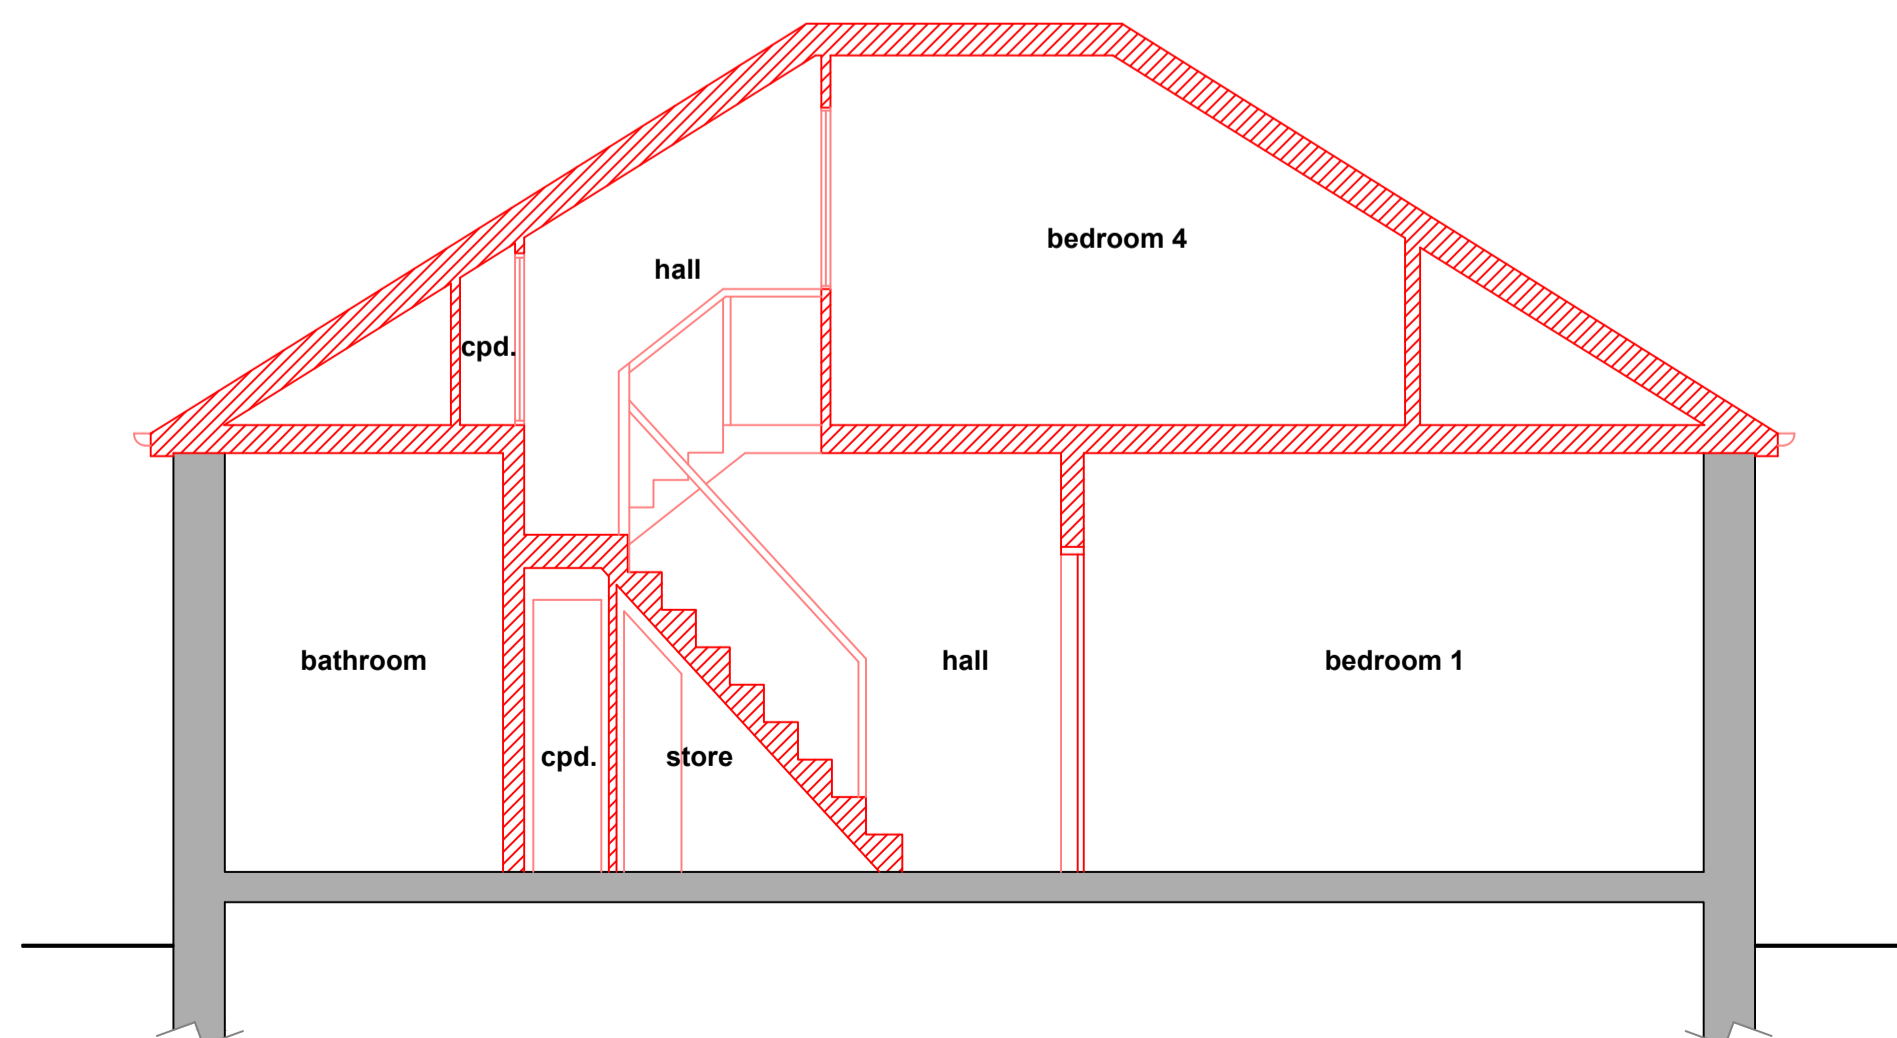 bedroom 4
hall
cpd.
bathroom
hall
bedroom 1
cpd.
store